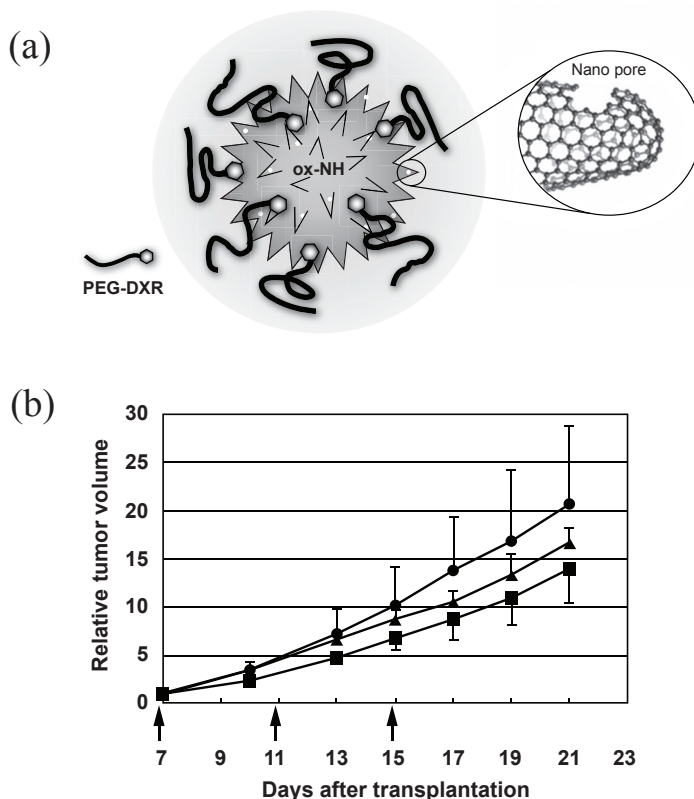 (a)
Nano pore
ox-NH
PEG-DXR
(b)
30
25
20
15
10
5
0
Relative tumor volume
7 9 11 13 15 17 19 21 23
Days after transplantation